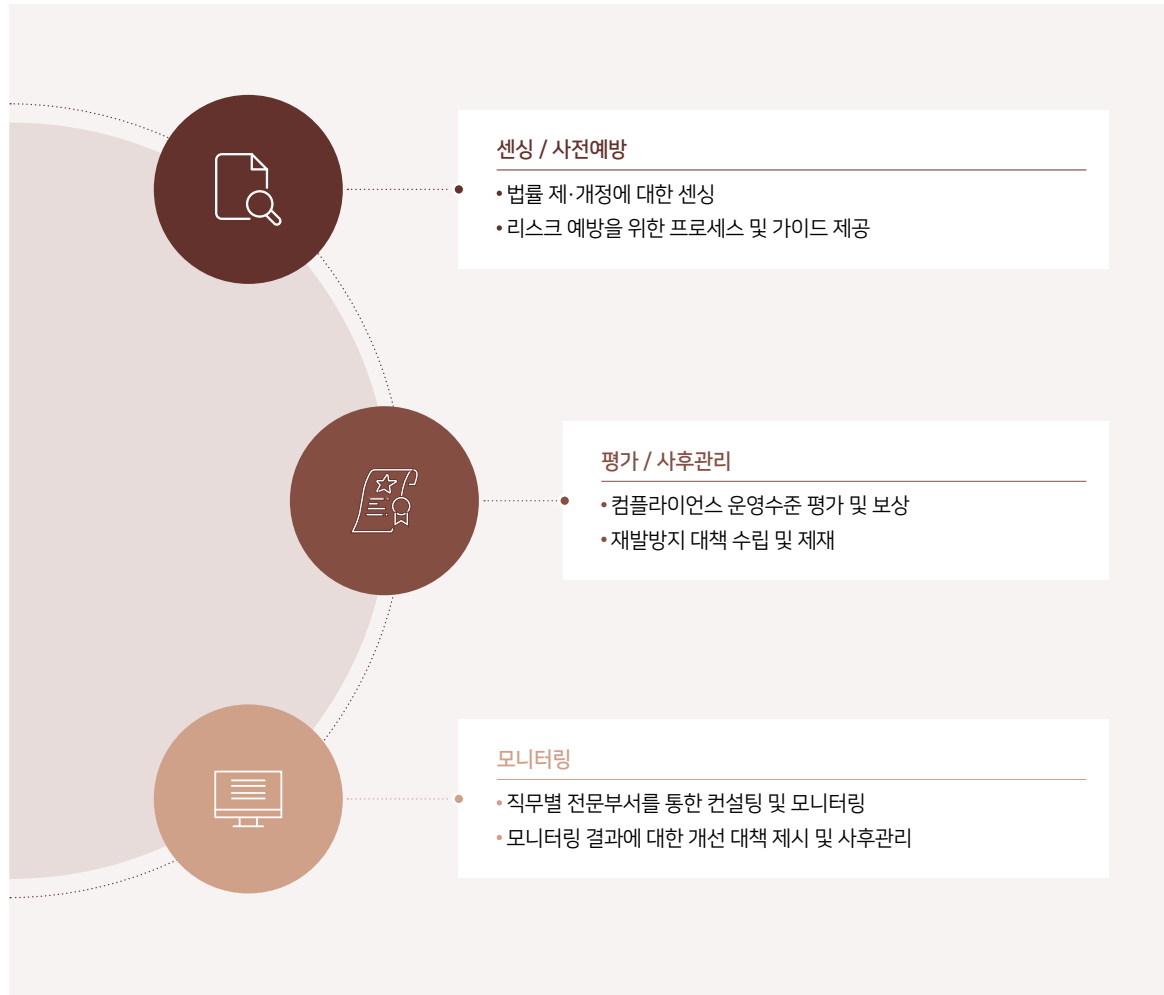 센싱 / 사전예방
• 법률 제·개정에 대한 센싱
• 리스크 예방을 위한 프로세스 및 가이드 제공
평가 / 사후관리
• 컴플라이언스 운영수준 평가 및 보상
• 재발방지 대책 수립 및 제재
모니터링
• 직무별 전문부서를 통한 컨설팅 및 모니터링
• 모니터링 결과에 대한 개선 대책 제시 및 사후관리